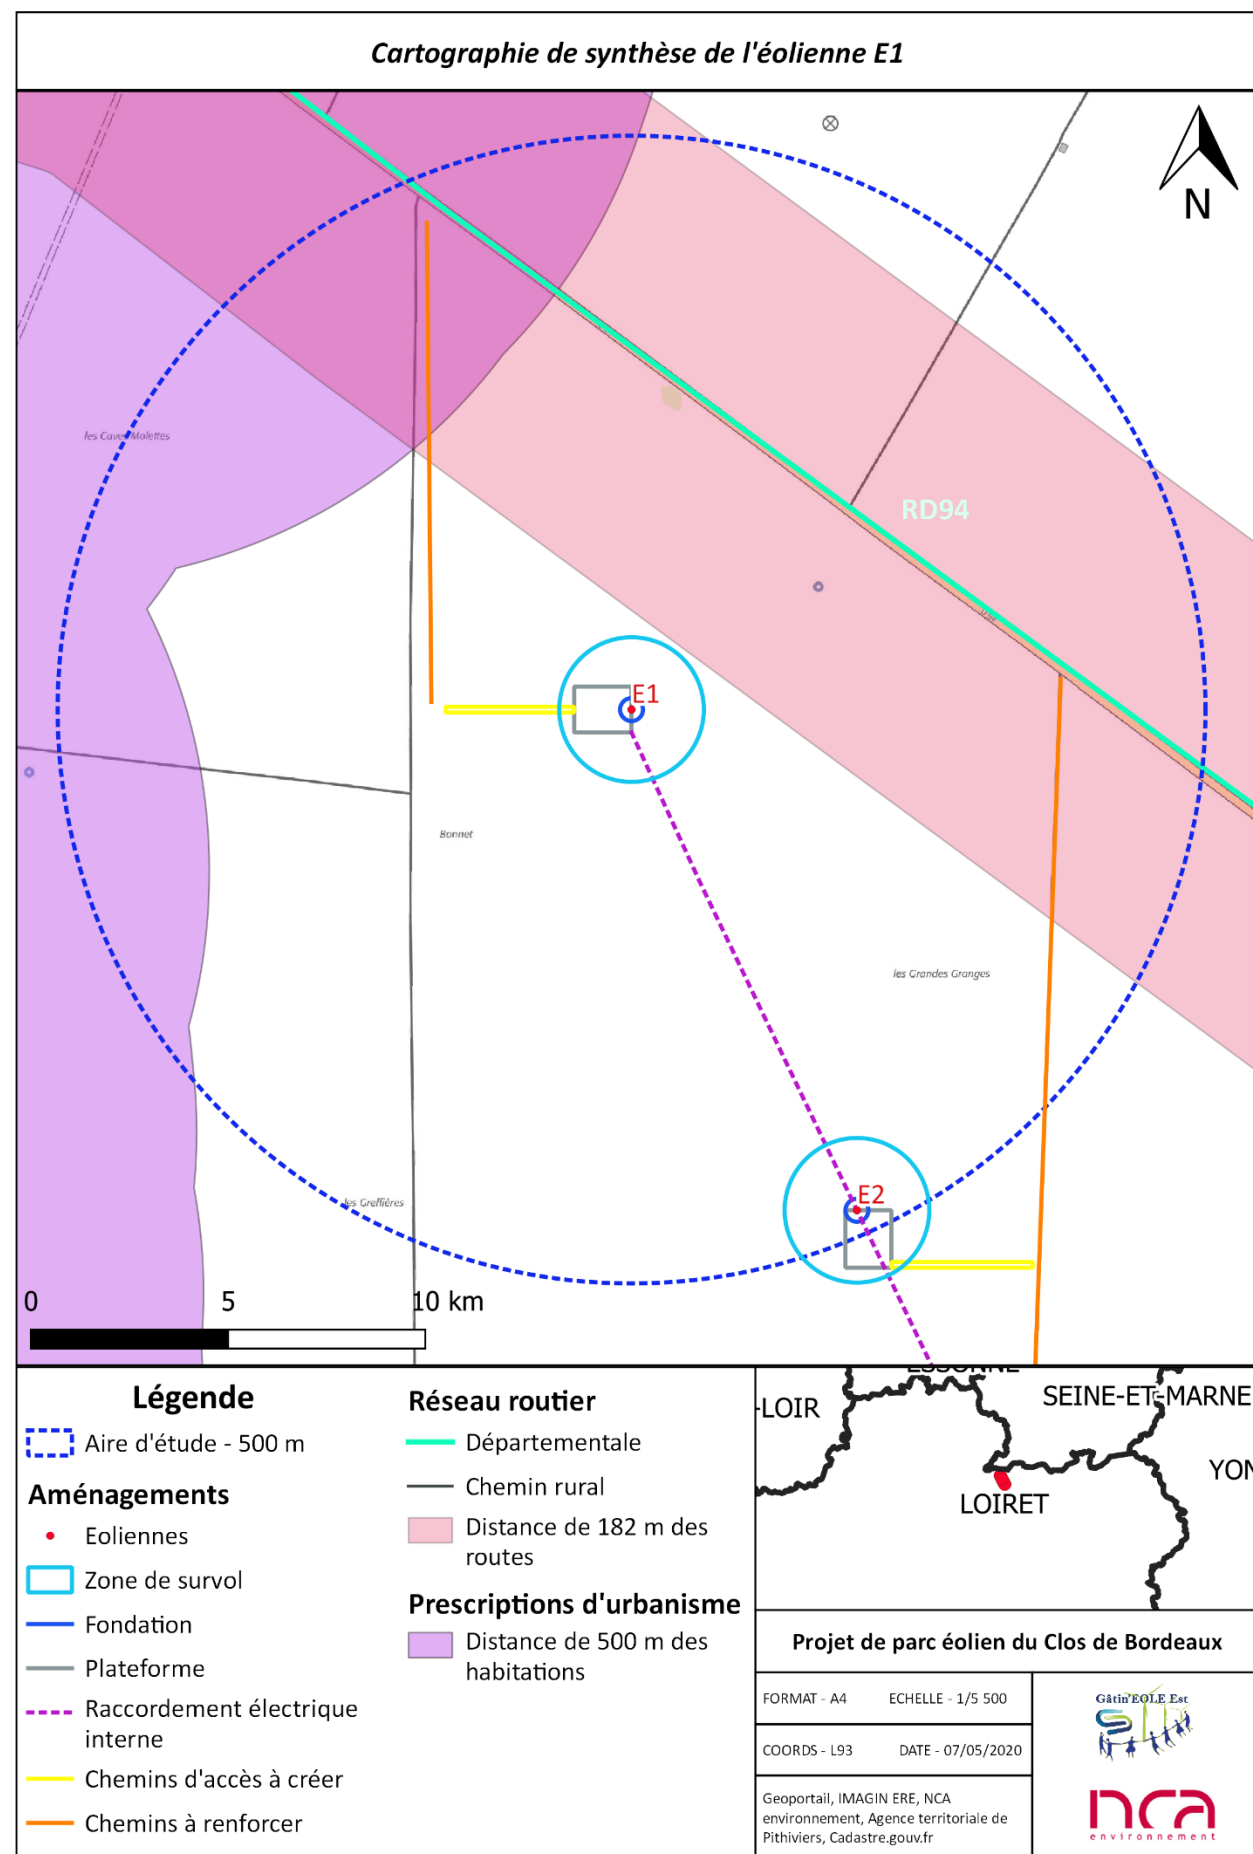 Cartographie de synthèse de l'éolienne E1
N
les Caves Malettes
RD94
E1
Bonnet
les Grandes Granges
E2
les Greffières
0 5 10 km
Légende
Aire d'étude - 500 m
Aménagements
Eoliennes
Zone de survol
Fondation
Plateforme
Raccordement électrique
interne
Chemins d'accès à créer
Chemins à renforcer
Réseau routier
Départementale
Chemin rural
Distance de 182 m des
routes
Prescriptions d'urbanisme
Distance de 500 m des
habitations
ESSONNE
-LOIR
SEINE-ET-MARNE
YON
LOIRET
Projet de parc éolien du Clos de Bordeaux
FORMAT - A4 ECHELLE - 1/5 500
COORDS - L93 DATE - 07/05/2020
Geoportail, IMAGIN ERE, NCA
environnement, Agence territoriale de
Pithiviers, Cadastre.gouv.fr
Gâtin'EOLE Est
nca
environnement